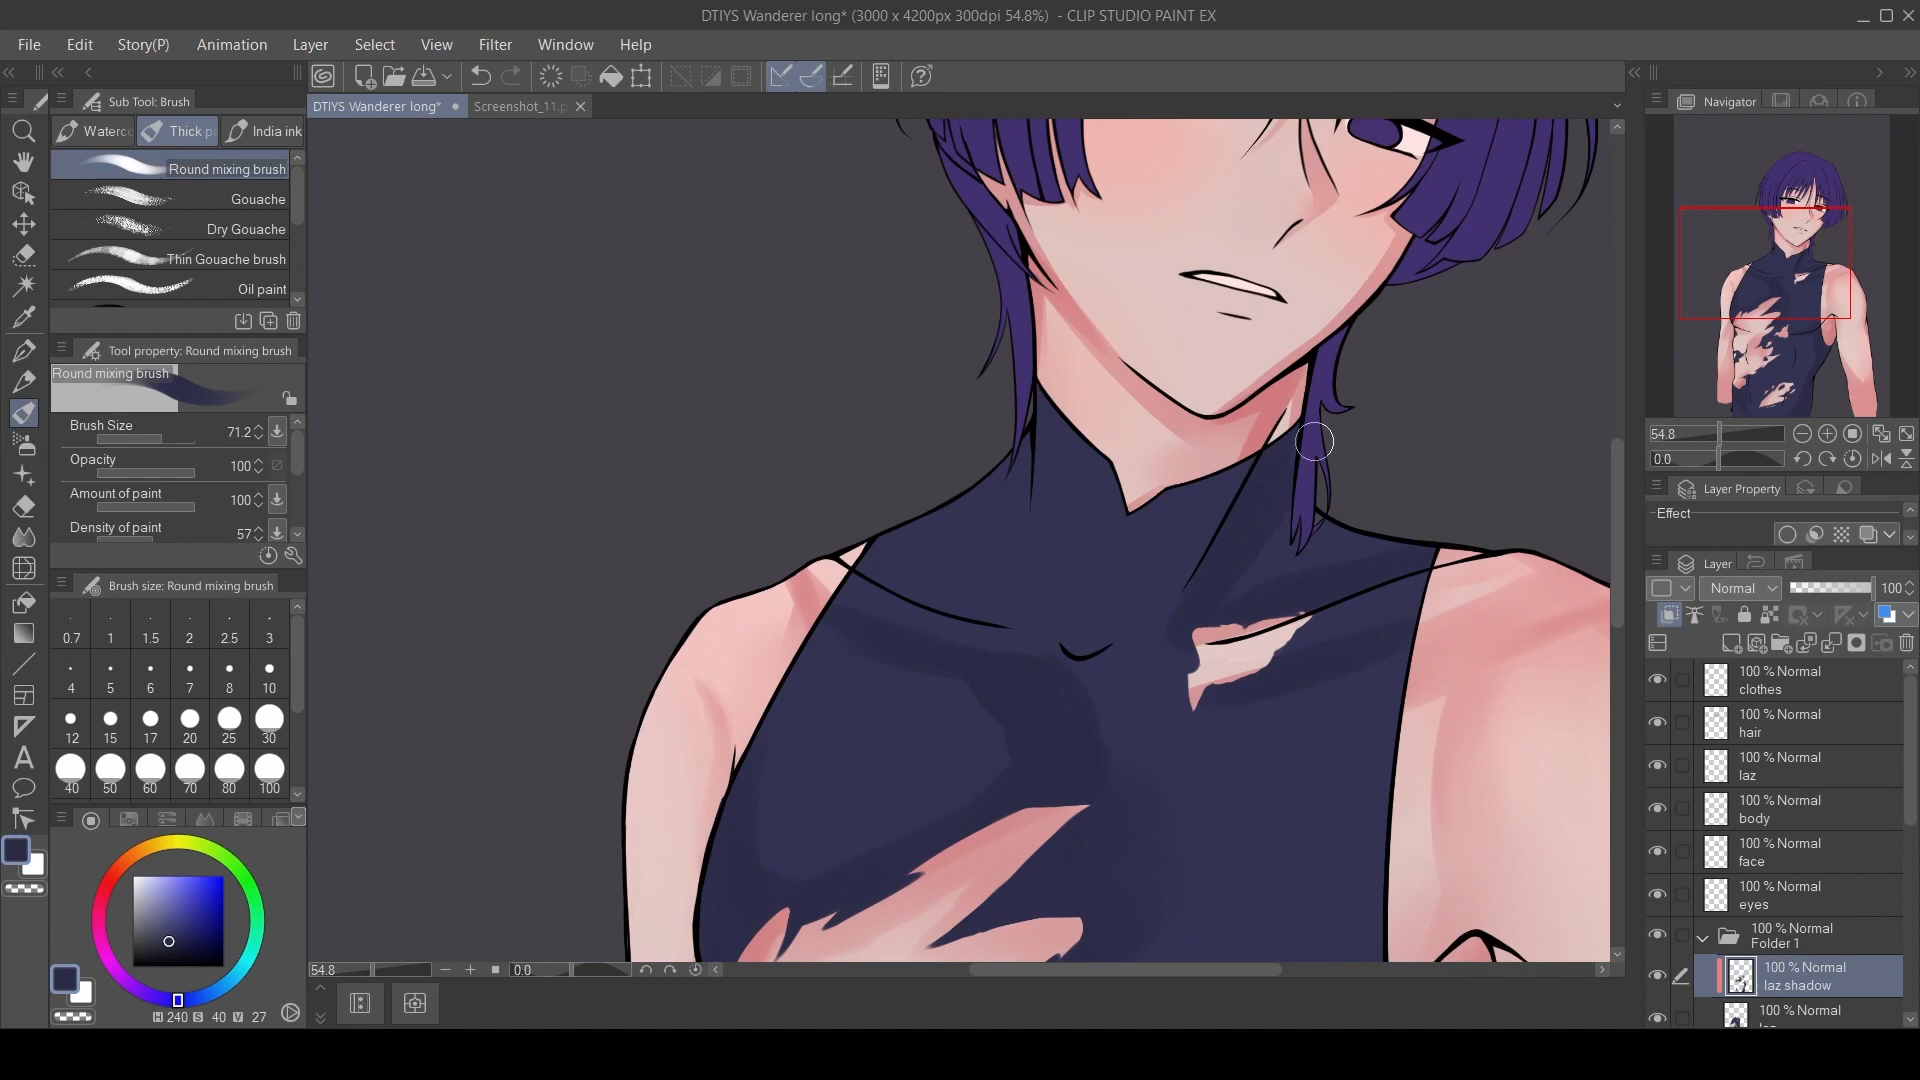 DTIYS Wanderer long* (3000 x 4200px 300dpi 54.8%) - CLIP STUDIO PAINT EX
File Edit Story(P) Animation Layer Select View Filter Window Help
Sub Tool: Brush
DTIYS Wanderer long*
Screenshot_11.p
Navigator
Waterc
Thick p
India ink
Round mixing brush
Gouache
Dry Gouache
Thin Gouache brush
Oil paint
Tool property: Round mixing brush
Round mixing brush
Brush Size 71.2
Opacity 100
Amount of paint 100
Density of paint 57
Brush size: Round mixing brush
0.7 1 1.5 2 2.5 3
4 5 6 7 8 10
12 15 17 20 25 30
40 50 60 70 80 100
H 240 S 40 V 27
54.8
0.0
54.8
0.0
Layer Property
Effect
Layer
Normal 100
100 % Normal
clothes
100 % Normal
hair
100 % Normal
laz
100 % Normal
body
100 % Normal
face
100 % Normal
eyes
100 % Normal
Folder 1
100 % Normal
laz shadow
100 % Normal